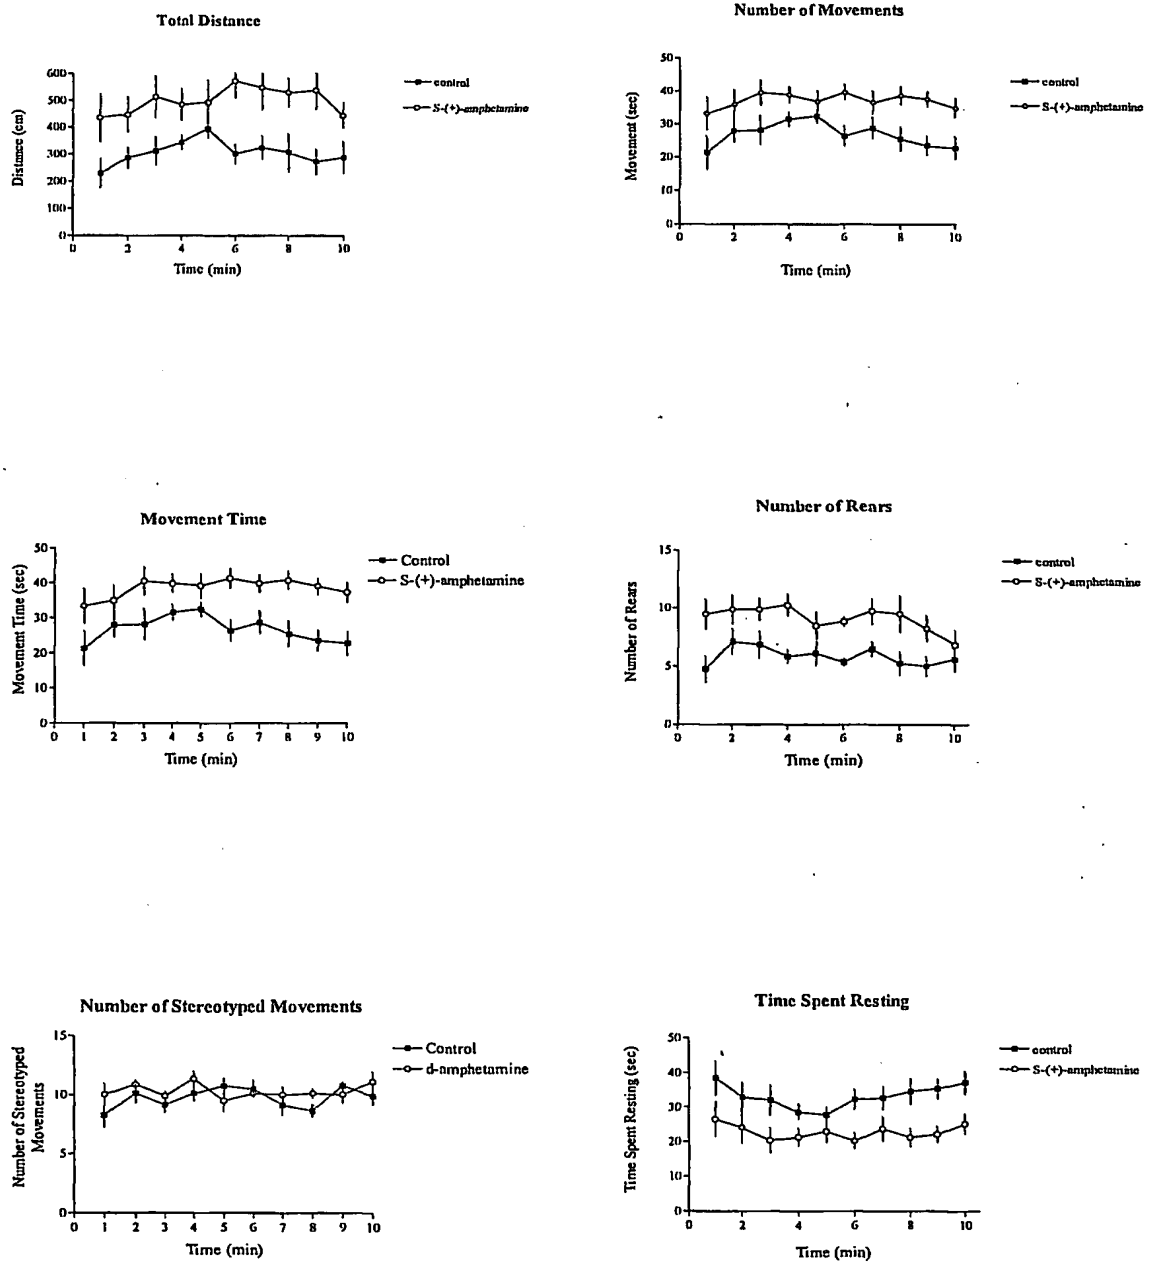 Total Distance
600
500
400
300
200
100
0
Distance (cm)
0 2 4 6 8 10
Time (min)
control
S-(+)-amphetamine
Number of Movements
50
40
30
20
10
0
Movement (sec)
0 2 4 6 8 10
Time (min)
control
S-(+)-amphetamine
Movement Time
50
40
30
20
10
0
Movement Time (sec)
0 1 2 3 4 5 6 7 8 9 10
Time (min)
Control
S-(+)-amphetamine
Number of Rears
15
10
5
0
Number of Rears
0 2 4 6 8 10
Time (min)
control
S-(+)-amphetamine
Number of Stereotyped Movements
15
10
5
0
Number of Stereotyped
Movements
0 1 2 3 4 5 6 7 8 9 10
Time (min)
Control
d-amphetamine
Time Spent Resting
50
40
30
20
10
0
Time Spent Resting (sec)
0 2 4 6 8 10
Time (min)
control
S-(+)-amphetamine